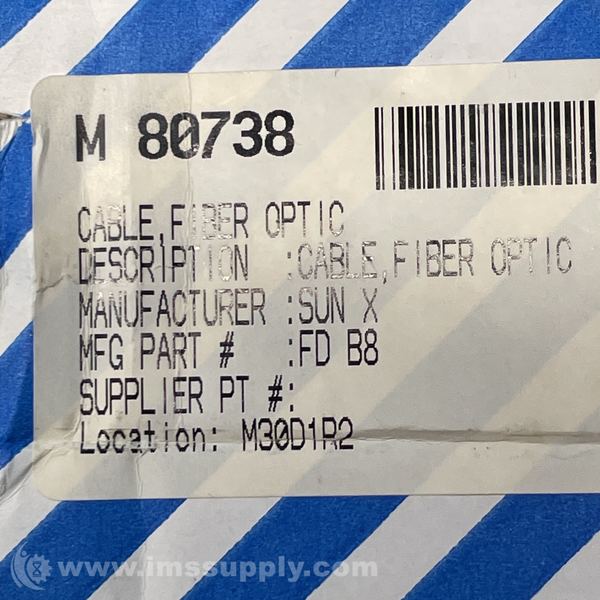 M 80738
CABLE,FIBER OPTIC
DESCRIPTION :CABLE,FIBER OPTIC
MANUFACTURER :SUN X
MFG PART # :FD B8
SUPPLIER PT #:
Location: M30D1R2
www.imssupply.com